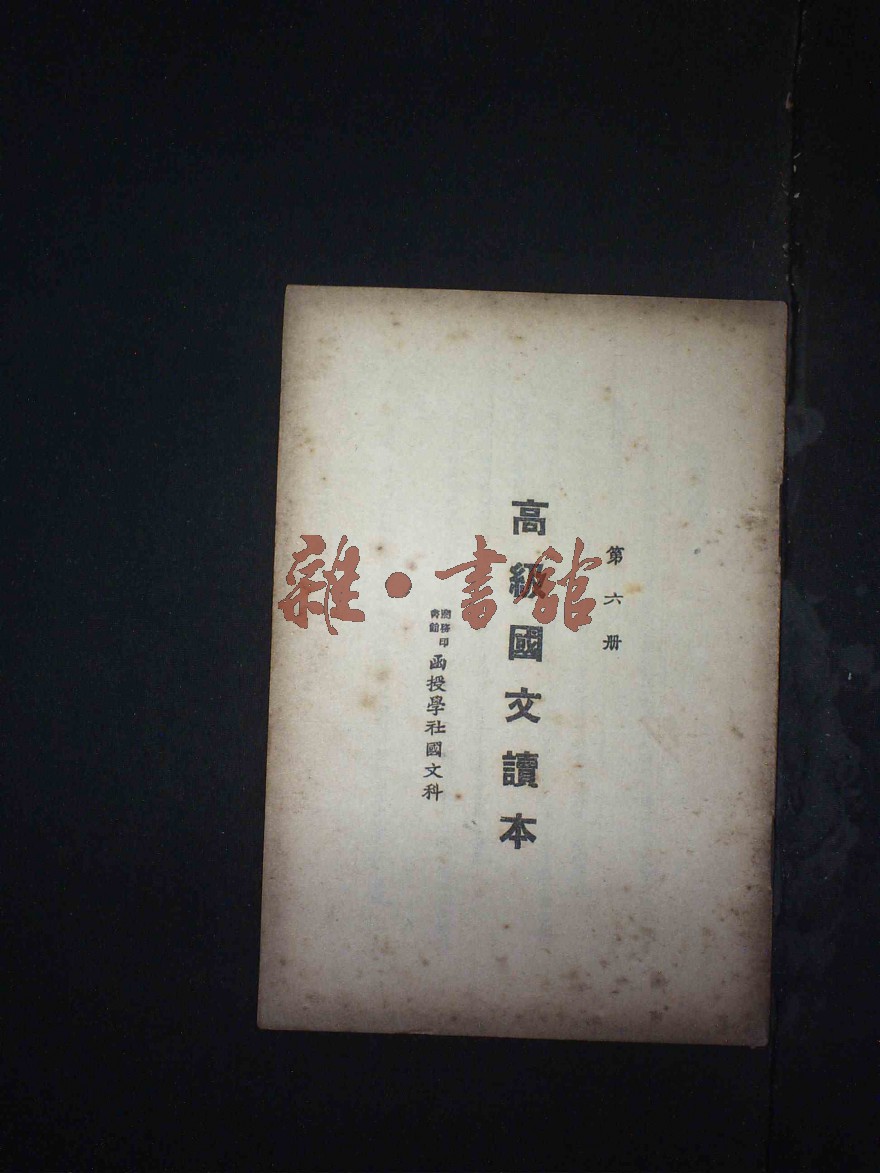 第六册
高級國文讀本
商務印書館
函授學社國文科
雜·書館